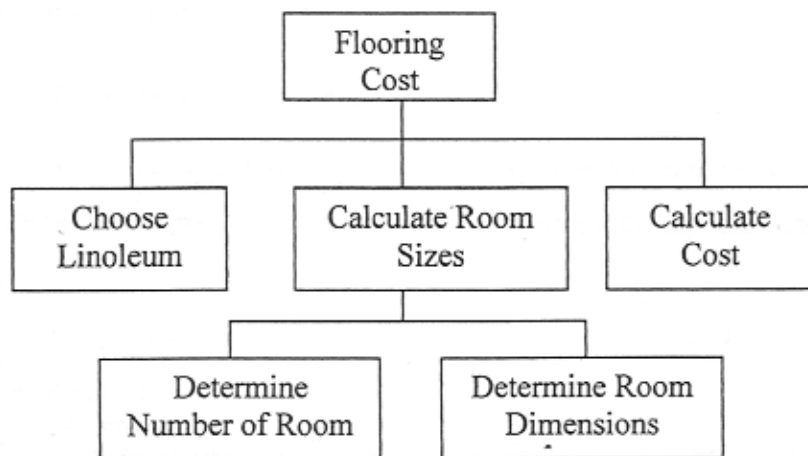 Flooring
Cost
Choose
Linoleum
Calculate Room
Sizes
Calculate
Cost
Determine
Number of Room
Determine Room
Dimensions